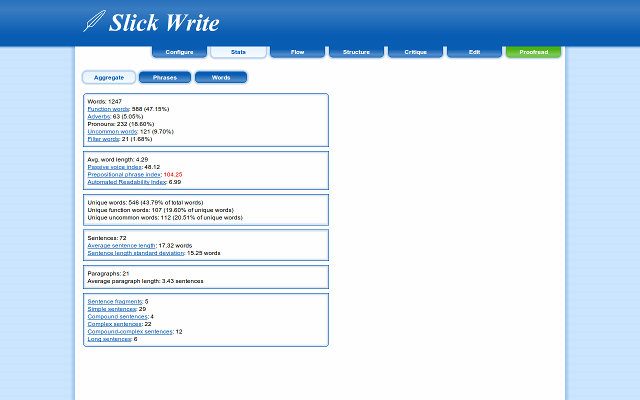 Slick Write
Configure Stats Flow Structure Critique Edit Proofread
Aggregate Phrases Words
Words: 1247
Function words: 588 (47.15%)
Adverbs: 63 (5.05%)
Pronouns: 232 (18.60%)
Uncommon words: 121 (9.70%)
Filter words: 21 (1.68%)
Avg. word length: 4.29
Passive voice index: 48.12
Prepositional phrase index: 104.25
Automated Readability Index: 6.99
Unique words: 546 (43.79% of total words)
Unique function words: 107 (19.60% of unique words)
Unique uncommon words: 112 (20.51% of unique words)
Sentences: 72
Average sentence length: 17.32 words
Sentence length standard deviation: 15.25 words
Paragraphs: 21
Average paragraph length: 3.43 sentences
Sentence fragments: 5
Simple sentences: 29
Compound sentences: 4
Complex sentences: 22
Compound-complex sentences: 12
Long sentences: 6